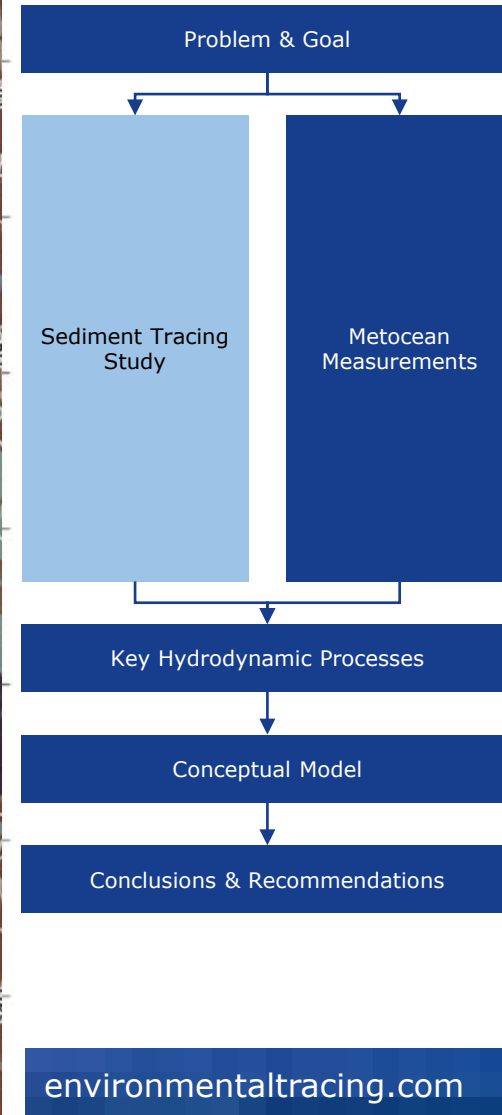 Problem & Goal
Sediment Tracing
Study
Metocean
Measurements
Key Hydrodynamic Processes
Conceptual Model
Conclusions & Recommendations
environmentaltracing.com